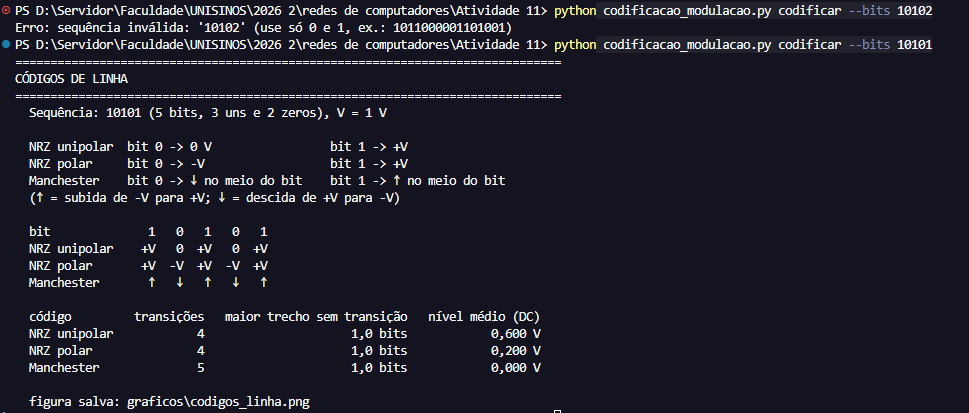 PS D:\Servidor\Faculdade\UNISINOS\2026 2\redes de computadores\Atividade 11> python codificacao_modulacao.py codificar --bits 10102
Erro: sequência inválida: '10102' (use só 0 e 1, ex.: 1011000001101001)
PS D:\Servidor\Faculdade\UNISINOS\2026 2\redes de computadores\Atividade 11> python codificacao_modulacao.py codificar --bits 10101
==============================================================================
CÓDIGOS DE LINHA
==============================================================================
Sequência: 10101 (5 bits, 3 uns e 2 zeros), V = 1 V
NRZ unipolar bit 0 -> 0 V bit 1 -> +V
NRZ polar bit 0 -> -V bit 1 -> +V
Manchester bit 0 -> ↓ no meio do bit bit 1 -> ↑ no meio do bit
(↑ = subida de -V para +V; ↓ = descida de +V para -V)
bit 1 0 1 0 1
NRZ unipolar +V 0 +V 0 +V
NRZ polar +V -V +V -V +V
Manchester ↑ ↓ ↑ ↓ ↑
código transições maior trecho sem transição nível médio (DC)
NRZ unipolar 4 1,0 bits 0,600 V
NRZ polar 4 1,0 bits 0,200 V
Manchester 5 1,0 bits 0,000 V
figura salva: graficos\codigos_linha.png